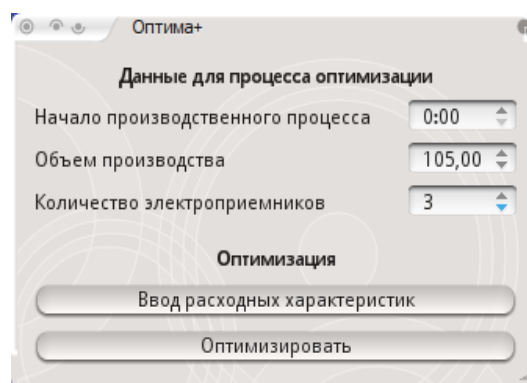 Оптима+
Данные для процесса оптимизации
Начало производственного процесса 0:00
Объем производства 105,00
Количество электроприемников 3
Оптимизация
Ввод расходных характеристик
Оптимизировать